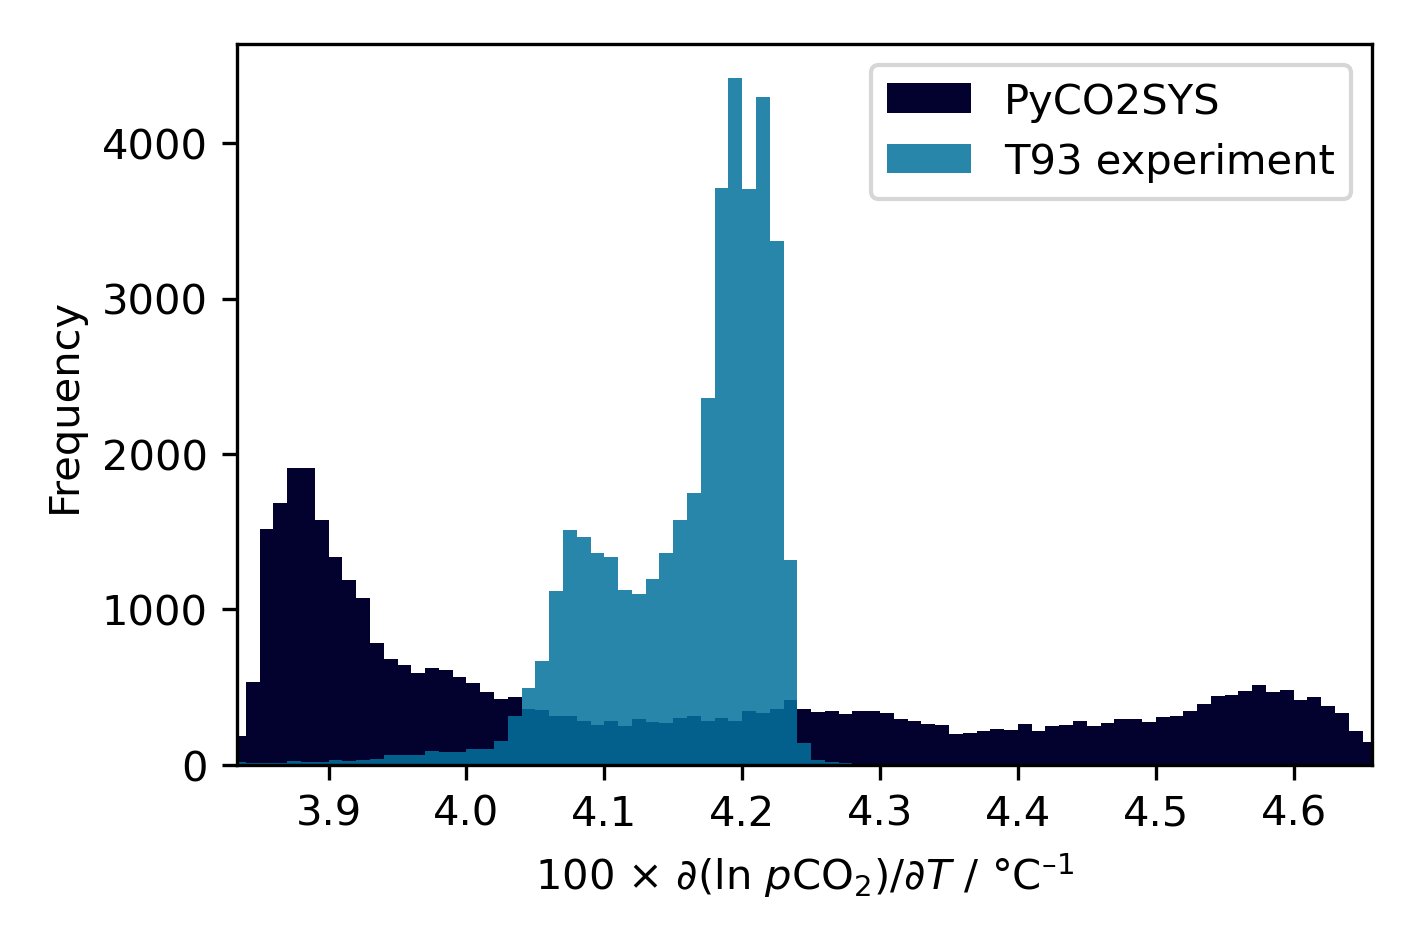 PyCO2SYS
T93 experiment
Frequency
4000
3000
2000
1000
0
3.9 4.0 4.1 4.2 4.3 4.4 4.5 4.6
100 × ∂(ln pCO₂)/∂T / °C⁻¹